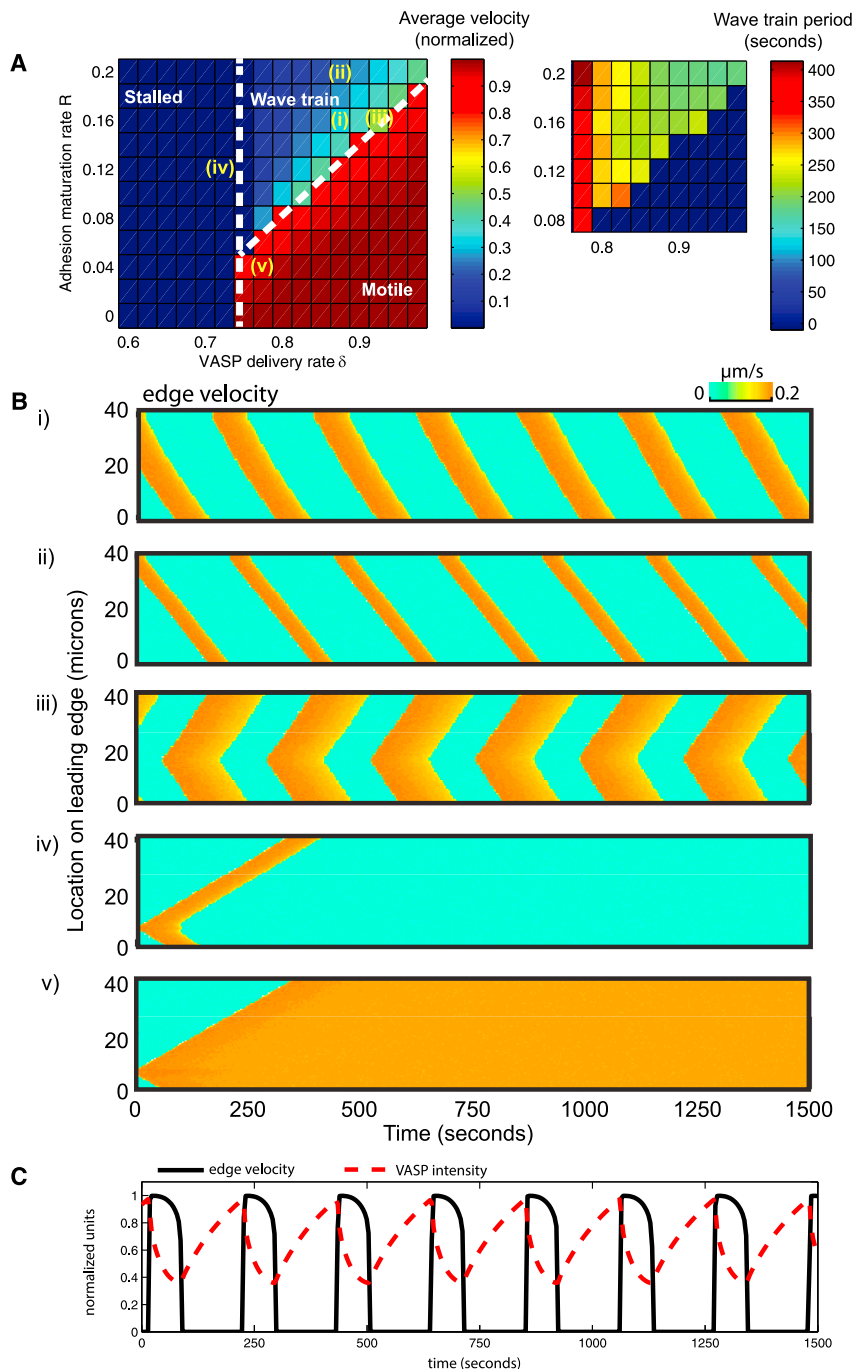 A
Average velocity
(normalized)
Wave train period
(seconds)
Adhesion maturation rate R
0.2
0.16
0.12
0.08
0.04
0
Stalled
Wave train
Motile
(ii)
(i)
(iii)
(iv)
(v)
0.6
0.7
0.8
0.9
VASP delivery rate δ
0.9
0.8
0.7
0.6
0.5
0.4
0.3
0.2
0.1
0.2
0.16
0.12
0.08
0.8
0.9
400
350
300
250
200
150
100
50
0
B
edge velocity
µm/s
0
0.2
Location on leading edge (microns)
i)
40
20
0
ii)
40
20
0
iii)
40
20
0
iv)
40
20
0
v)
40
20
0
0
250
500
750
1000
1250
1500
Time (seconds)
C
edge velocity
VASP intensity
normalized units
1
0.8
0.6
0.4
0.2
0
0
250
500
750
1000
1250
1500
time (seconds)